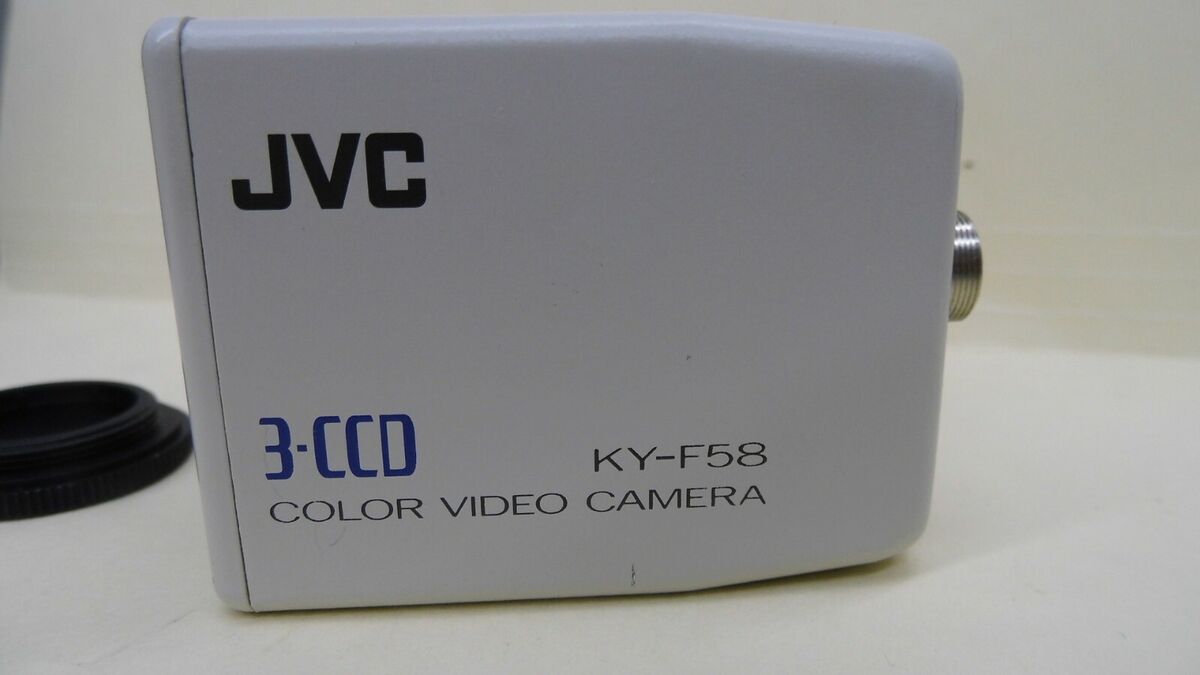 JVC
3-CCD
KY-F58
COLOR VIDEO CAMERA